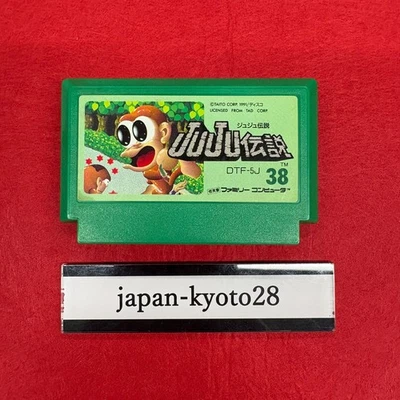 ©TAITO CORP. 1991/ディスコ
LICENSED FROM TAD CORP.
ジュジュ伝説
JUJU伝説
TM
DTF-5J 38
ファミリー コンピュータ™
japan-kyoto28